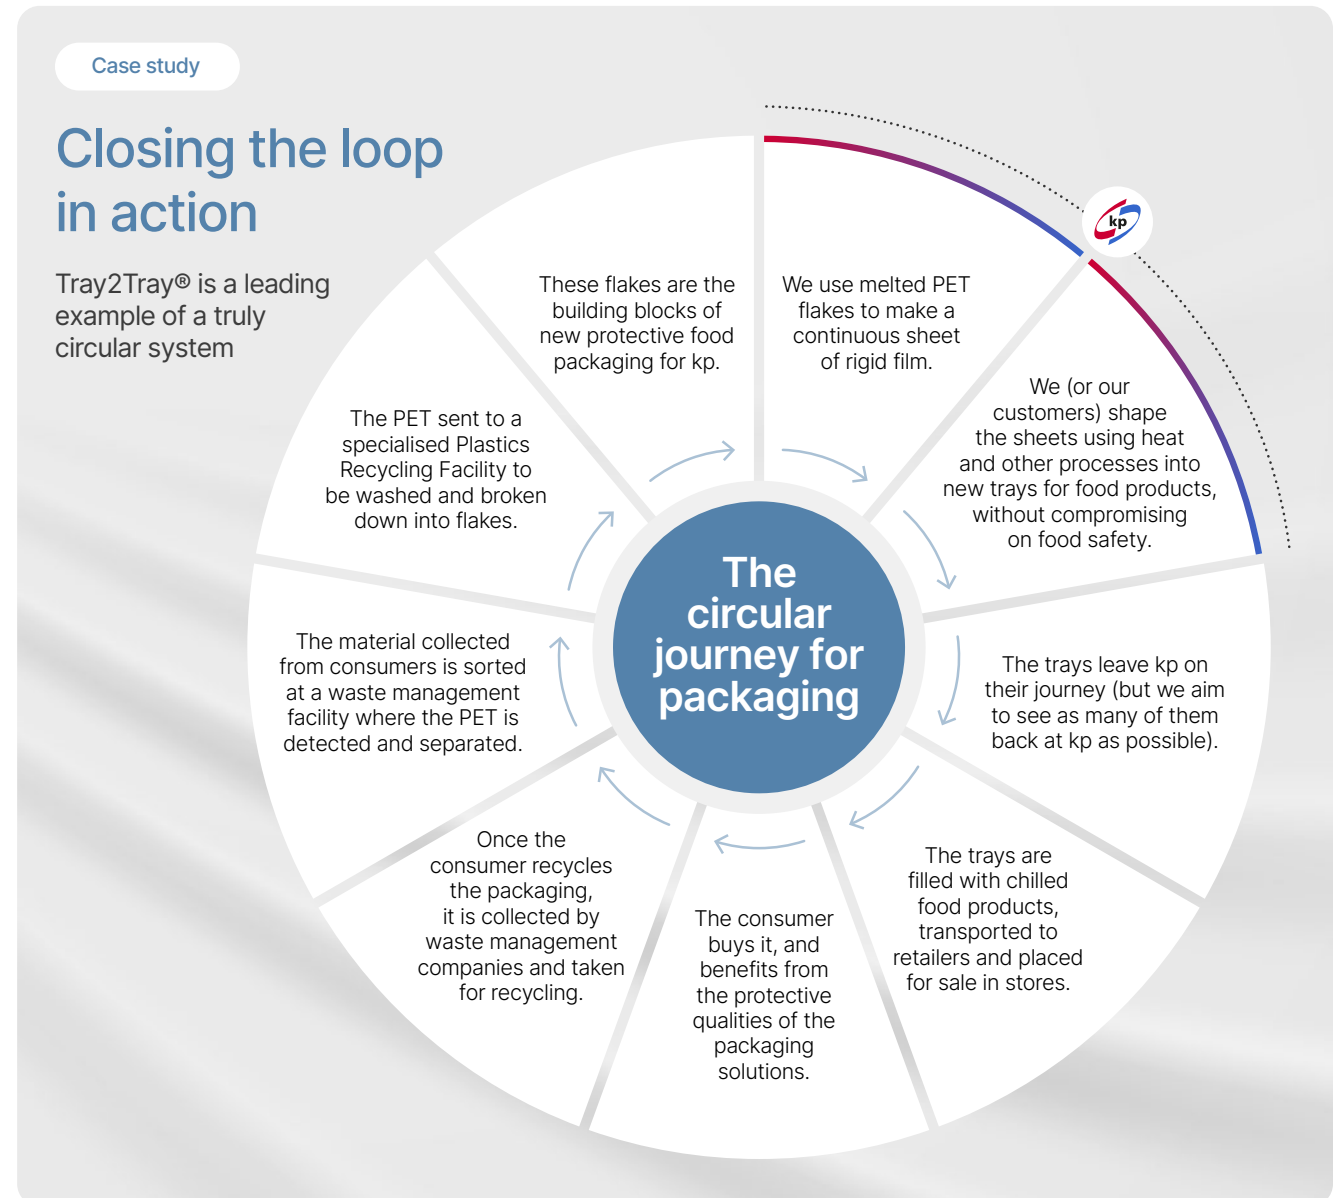 Case study
Closing the loop
in action
Tray2Tray® is a leading
example of a truly
circular system
We use melted PET
flakes to make a
continuous sheet
of rigid film.
kp
We (or our
customers) shape
the sheets using heat
and other processes into
new trays for food products,
without compromising
on food safety.
The trays leave kp on
their journey (but we aim
to see as many of them
back at kp as possible).
The trays are
filled with chilled
food products,
transported to
retailers and placed
for sale in stores.
The consumer
buys it, and
benefits from
the protective
qualities of the
packaging
solutions.
Once the
consumer recycles
the packaging,
it is collected by
waste management
companies and taken
for recycling.
The material collected
from consumers is sorted
at a waste management
facility where the PET is
detected and separated.
The PET sent to a
specialised Plastics
Recycling Facility to
be washed and broken
down into flakes.
These flakes are the
building blocks of
new protective food
packaging for kp.
The
circular
journey for
packaging